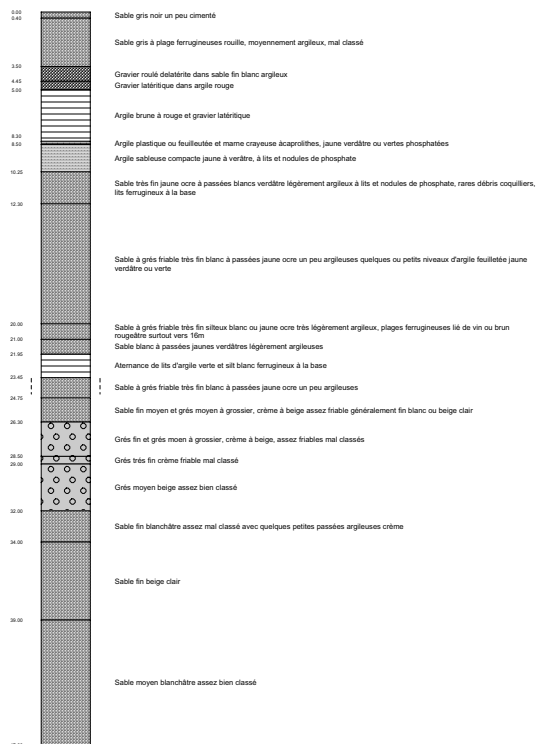 0.00
Sable gris noir un peu cimenté
0.40
Sable gris à plage ferrugineuses rouille, moyennement argileux, mal classé
3.50
Gravier roulé delatérite dans sable fin blanc argileux
4.45
Gravier latéritique dans argile rouge
5.00
Argile brune à rouge et gravier latéritique
8.30
Argile plastique ou feuilletée et marne crayeuse àcaprolithes, jaune verdâtre ou vertes phosphatées
8.50
Argile sableuse compacte jaune à verâtre, à lits et nodules de phosphate
10.25
Sable très fin jaune ocre à passées blancs verdâtre légèrement argileux à lits et nodules de phosphate, rares débris coquilliers,
lits ferrugineux à la base
12.30
Sable à grès friable très fin blanc à passées jaune ocre un peu argileuses quelques ou petits niveaux d'argile feuilletée jaune
verdâtre ou verte
20.00
Sable à grès friable très fin silteux blanc ou jaune ocre très légèrement argileux, plages ferrugineuses lié de vin ou brun
rougeâtre surtout vers 16m
21.00
Sable blanc à passées jaunes verdâtres légèrement argileuses
21.95
Aternance de lits d'argile verte et silt blanc ferrugineux à la base
23.45
Sable à grès friable très fin blanc à passées jaune ocre un peu argileuses
24.75
Sable fin moyen et grés moyen à grossier, crème à beige assez friable généralement fin blanc ou beige clair
26.30
Grés fin et grés moen à grossier, crème à beige, assez friables mal classés
28.50
Grés trés fin crème friable mal classé
29.00
Grés moyen beige assez bien classé
32.00
Sable fin blanchâtre assez mal classé avec quelques petites passées argileuses crème
34.00
Sable fin beige clair
39.00
Sable moyen blanchâtre assez bien classé